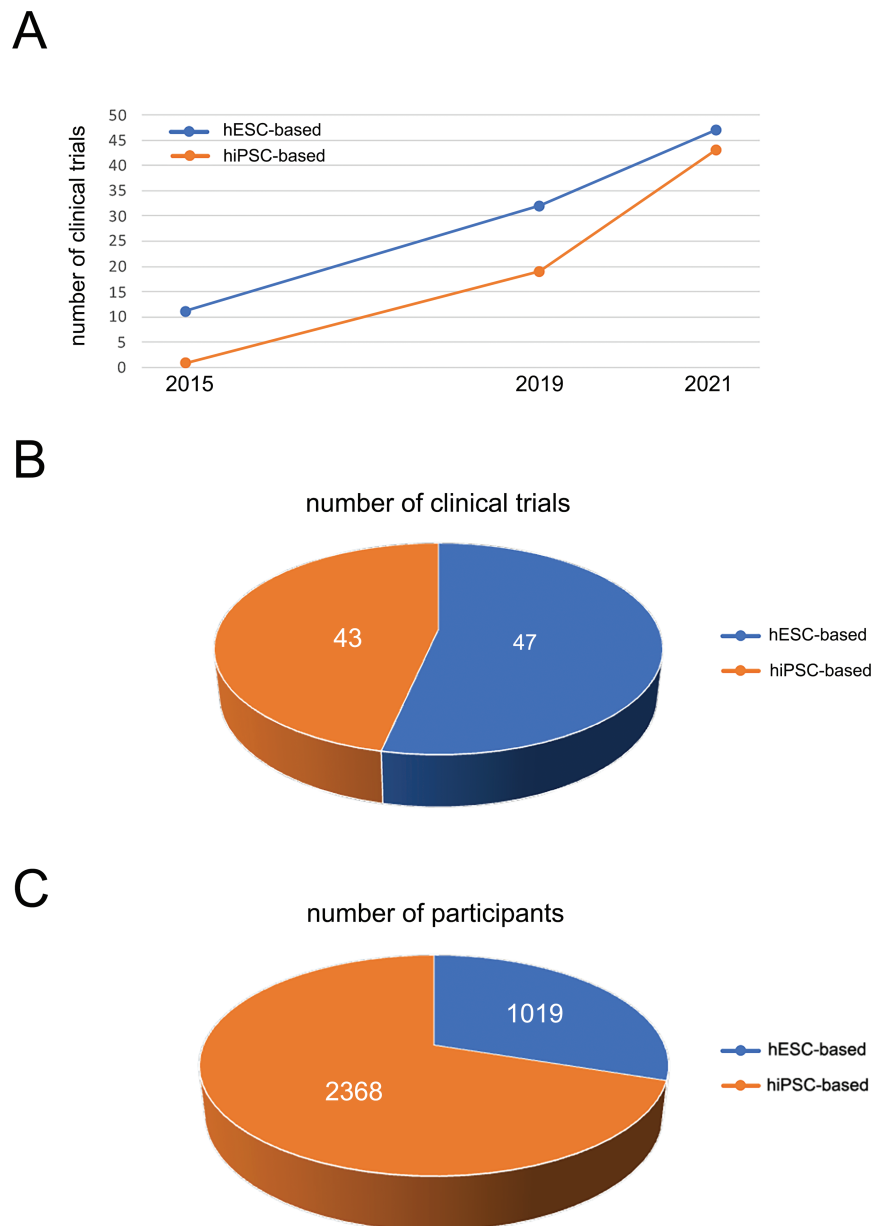 A
number of clinical trials
50
45
40
35
30
25
20
15
10
5
0
hESC-based
hiPSC-based
2015 2019 2021
B
number of clinical trials
43 47
hESC-based
hiPSC-based
C
number of participants
1019
2368
hESC-based
hiPSC-based